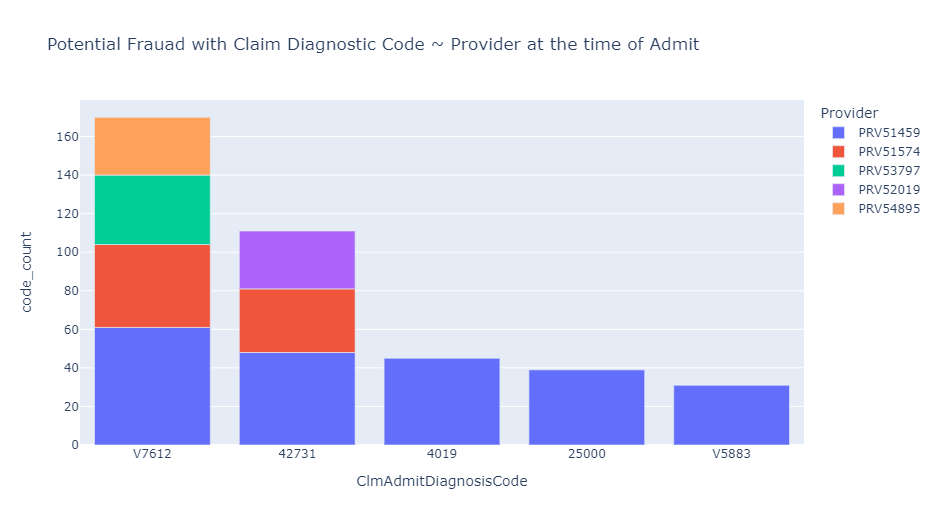 Potential Frauad with Claim Diagnostic Code ~ Provider at the time of Admit
Provider
PRV51459
PRV51574
PRV53797
PRV52019
PRV54895
code_count
160
140
120
100
80
60
40
20
0
V7612
42731
4019
25000
V5883
ClmAdmitDiagnosisCode